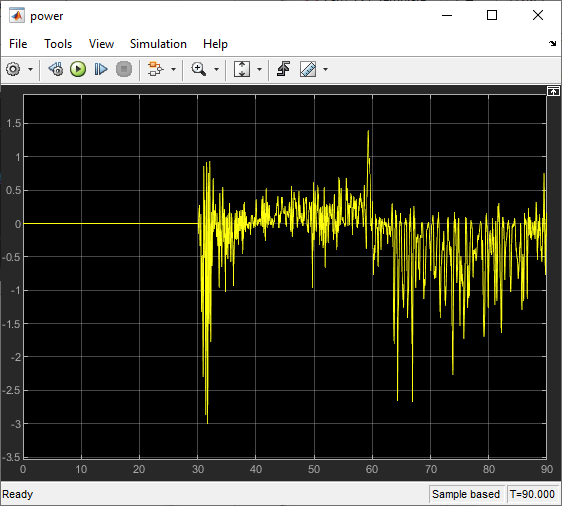 power
File Tools View Simulation Help
1.5
1
0.5
0
-0.5
-1
-1.5
-2
-2.5
-3
-3.5
0 10 20 30 40 50 60 70 80 90
Ready Sample based T=90.000